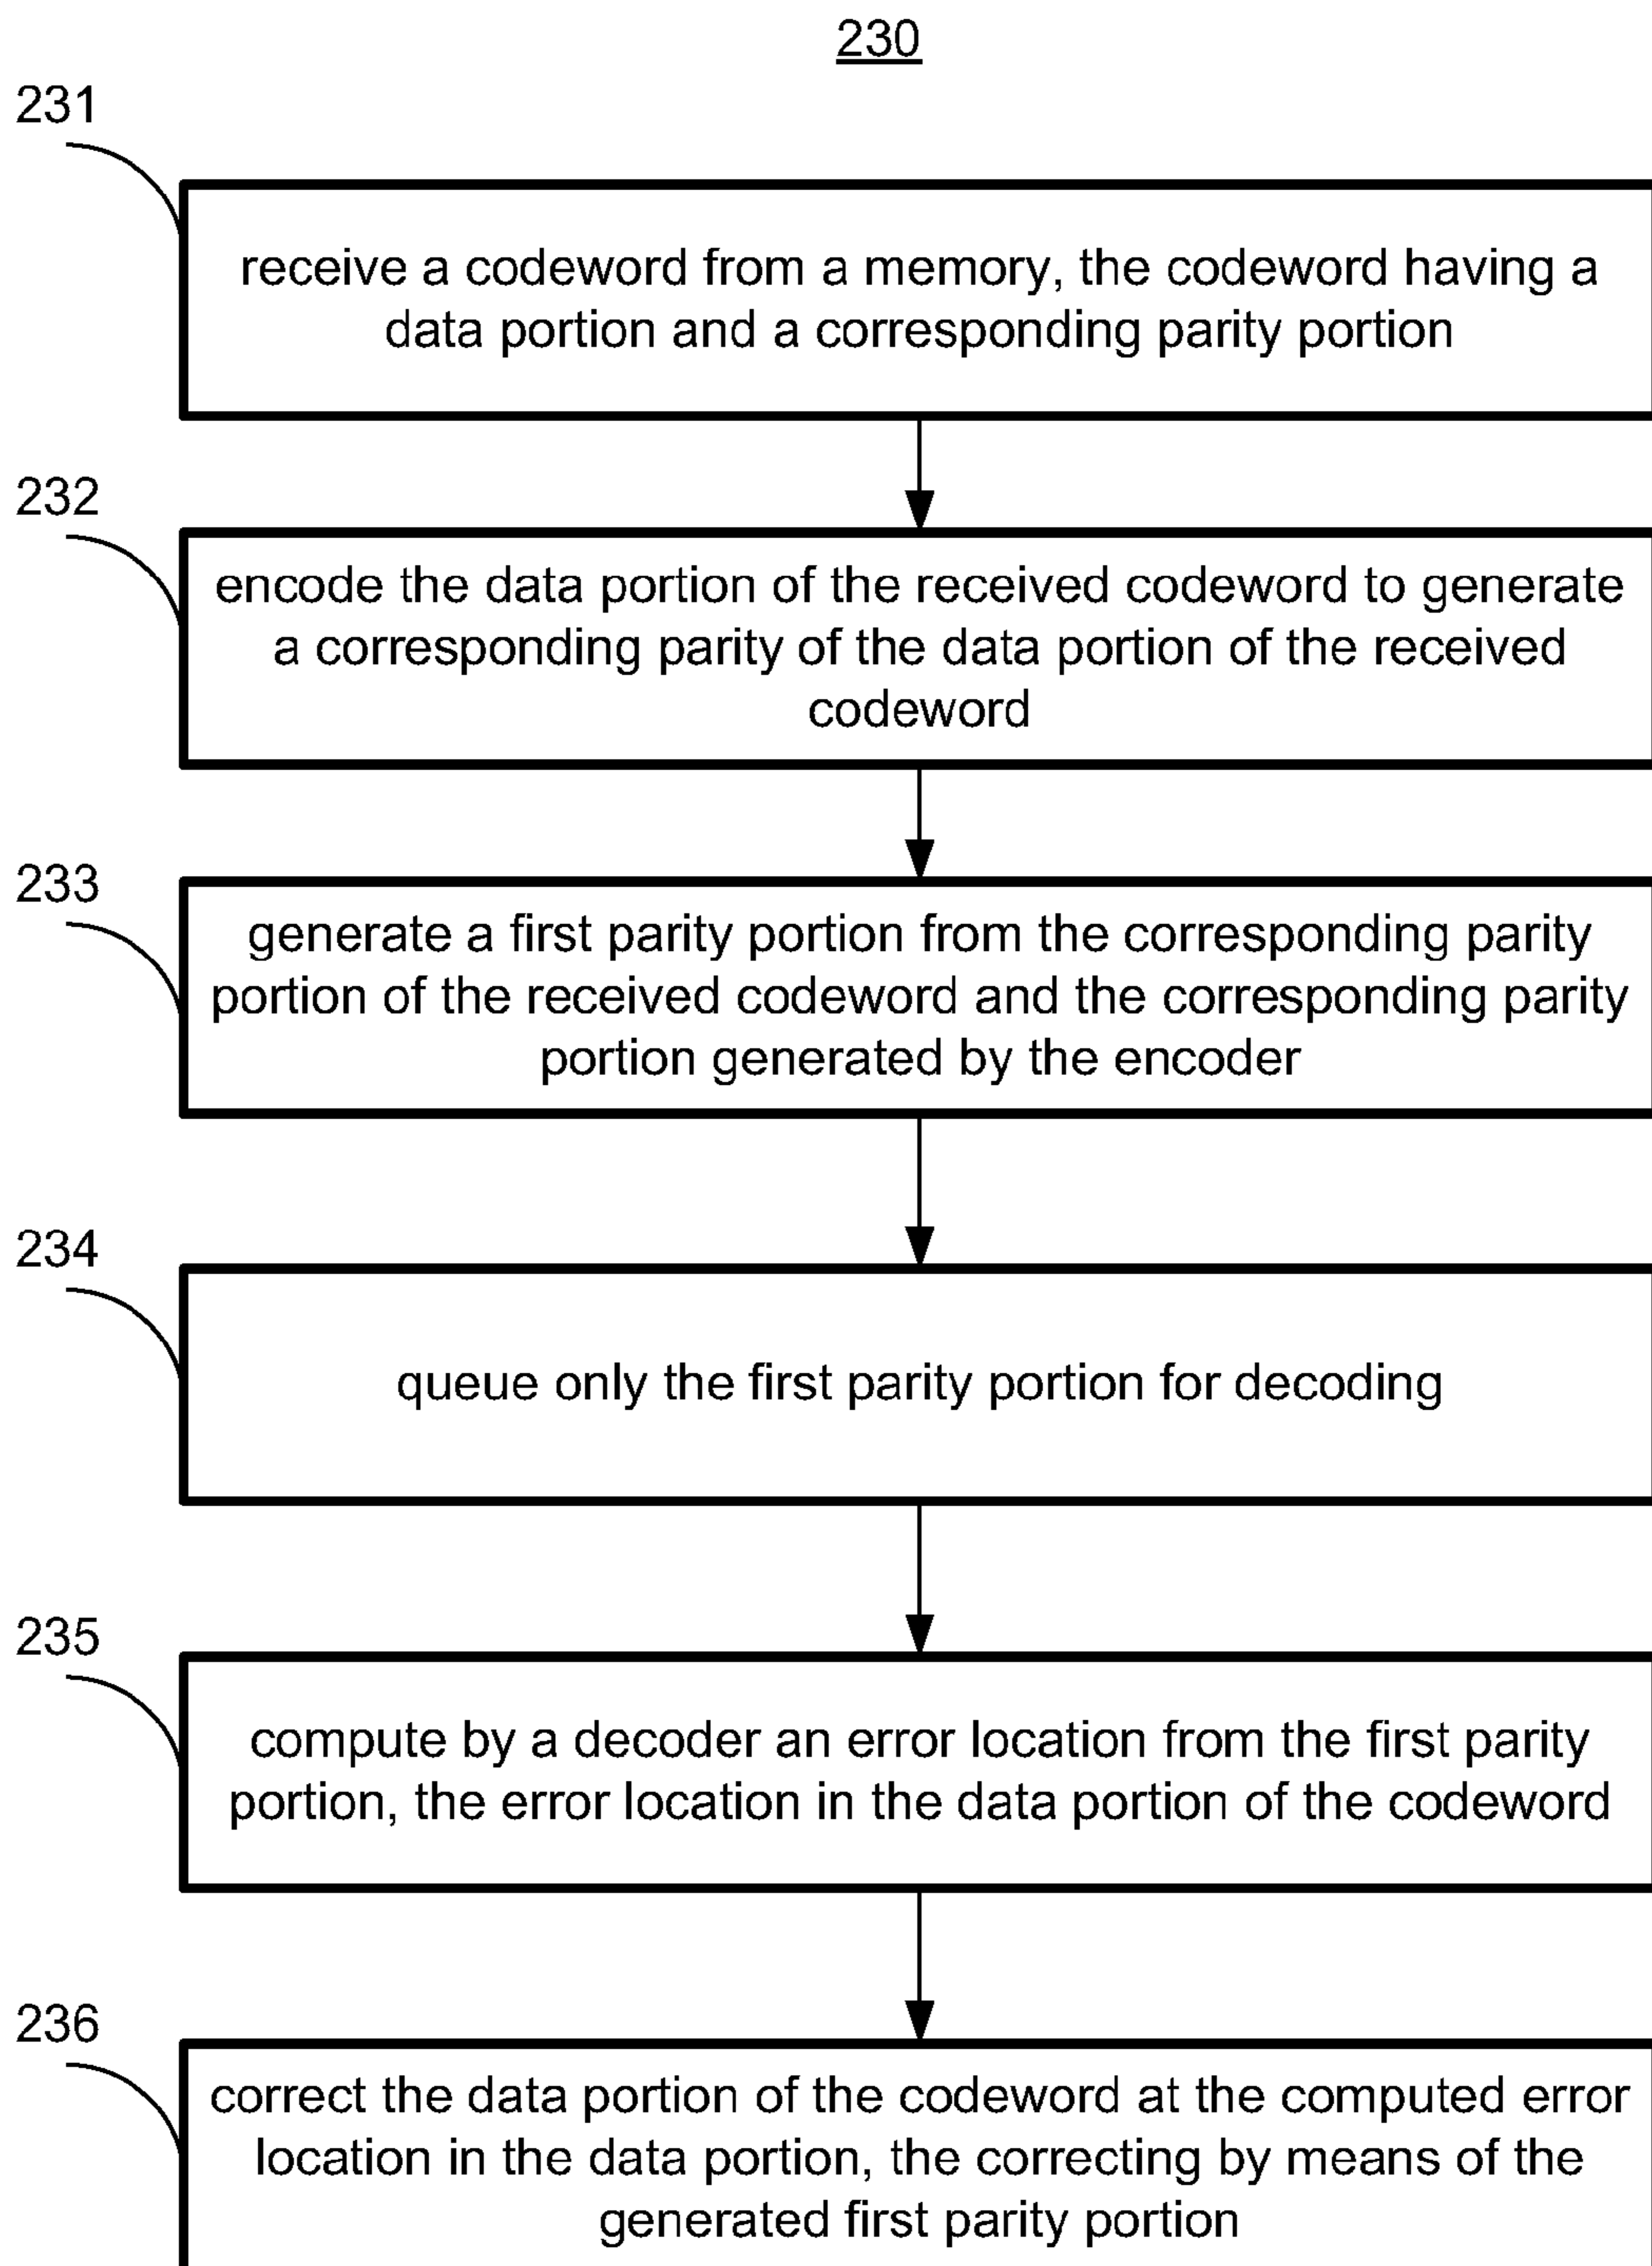 230
231
receive a codeword from a memory, the codeword having a
data portion and a corresponding parity portion
232
encode the data portion of the received codeword to generate
a corresponding parity of the data portion of the received
codeword
233
generate a first parity portion from the corresponding parity
portion of the received codeword and the corresponding parity
portion generated by the encoder
234
queue only the first parity portion for decoding
235
compute by a decoder an error location from the first parity
portion, the error location in the data portion of the codeword
236
correct the data portion of the codeword at the computed error
location in the data portion, the correcting by means of the
generated first parity portion